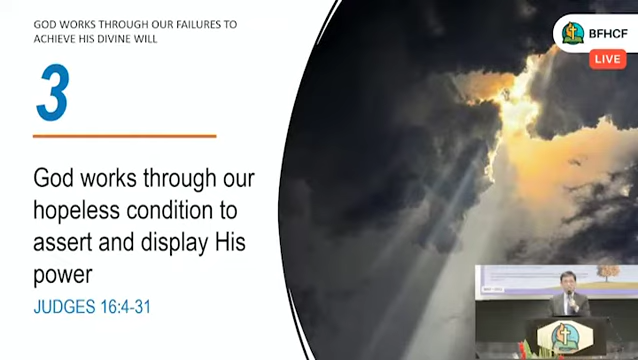 GOD WORKS THROUGH OUR FAILURES TO
ACHIEVE HIS DIVINE WILL
BFHCF
LIVE
3
God works through our
hopeless condition to
assert and display His
power
JUDGES 16:4-31